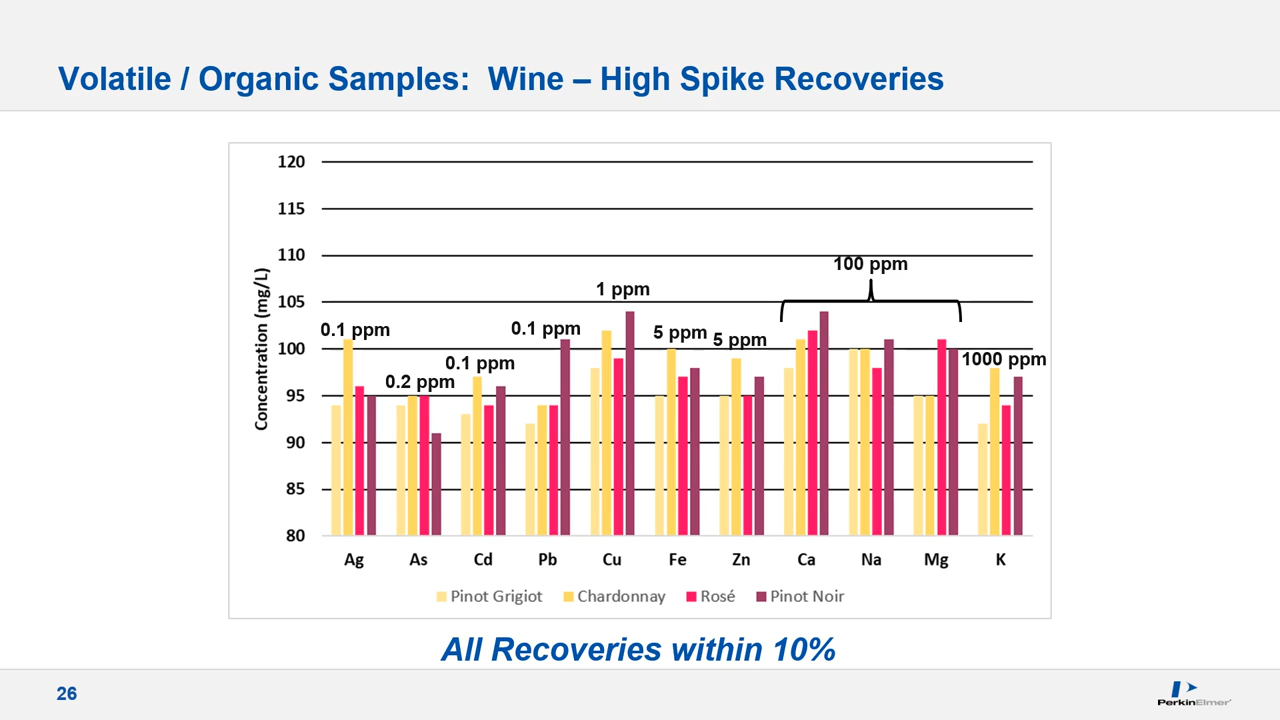 Volatile / Organic Samples:  Wine – High Spike Recoveries
Concentration (mg/L)
120
115
110
105
100
95
90
85
80
0.1 ppm
0.2 ppm
0.1 ppm
0.1 ppm
1 ppm
5 ppm
5 ppm
100 ppm
1000 ppm
Ag As Cd Pb Cu Fe Zn Ca Na Mg K
Pinot Grigiot Chardonnay Rosé Pinot Noir
All Recoveries within 10%
26
PerkinElmer